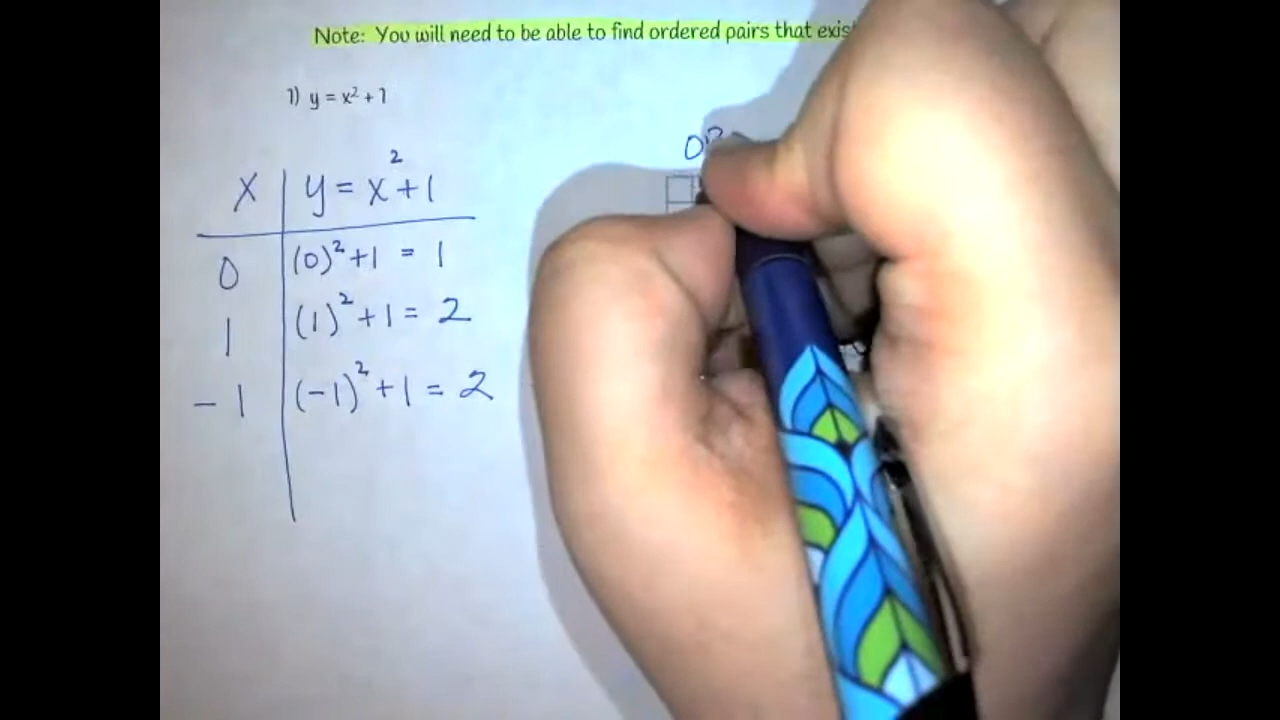 Note: You will need to be able to find ordered pairs that exis
1) y = x² + 1
x | y = x² + 1
0 | (0)² + 1 = 1
1 | (1)² + 1 = 2
-1 | (-1)² + 1 = 2